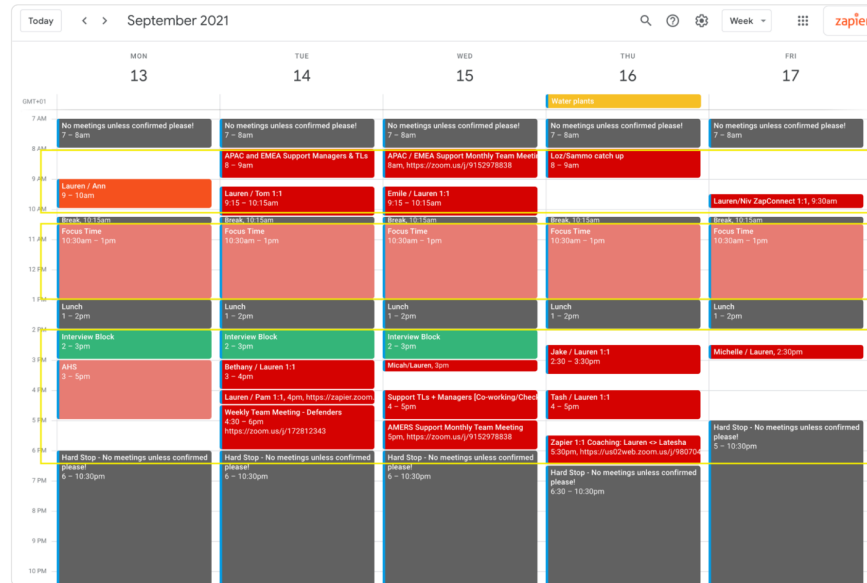 Today
September 2021
Week
zapier
MON
TUE
WED
THU
FRI
13
14
15
16
17
GMT+01
Water plants
7 AM
No meetings unless confirmed please!
7 – 8am
No meetings unless confirmed please!
7 – 8am
No meetings unless confirmed please!
7 – 8am
No meetings unless confirmed please!
7 – 8am
No meetings unless confirmed please!
7 – 8am
8 AM
APAC and EMEA Support Managers & TLs
8 – 9am
APAC / EMEA Support Monthly Team Meeti
8am, https://zoom.us/j/9152978838
Loz/Sammo catch up
8 – 9am
9 AM
Lauren / Ann
9 – 10am
Lauren / Tom 1:1
9:15 – 10:15am
Emile / Lauren 1:1
9:15 – 10:15am
Lauren/Niv ZapConnect 1:1, 9:30am
10 AM
Break, 10:15am
Break, 10:15am
Break, 10:15am
Break, 10:15am
Break, 10:15am
Focus Time
10:30am – 1pm
Focus Time
10:30am – 1pm
Focus Time
10:30am – 1pm
Focus Time
10:30am – 1pm
Focus Time
10:30am – 1pm
11 AM
12 PM
1 PM
Lunch
1 – 2pm
Lunch
1 – 2pm
Lunch
1 – 2pm
Lunch
1 – 2pm
Lunch
1 – 2pm
2 PM
Interview Block
2 – 3pm
Interview Block
2 – 3pm
Interview Block
2 – 3pm
Jake / Lauren 1:1
2:30 – 3:30pm
Michelle / Lauren, 2:30pm
3 PM
AHS
3 – 5pm
Bethany / Lauren 1:1
3 – 4pm
Micah/Lauren, 3pm
4 PM
Lauren / Pam 1:1, 4pm, https://zapier.zoom.
Weekly Team Meeting - Defenders
4:30 – 6pm
https://zoom.us/j/172812343
Support TLs + Managers [Co-working/Chec
4 – 5pm
Tash / Lauren 1:1
4 – 5pm
5 PM
AMERS Support Monthly Team Meeting
5pm, https://zoom.us/j/9152978838
Zapier 1:1 Coaching: Lauren <> Latesha
5:30pm, https://us02web.zoom.us/j/980704
Hard Stop - No meetings unless confirmed
please!
5 – 10:30pm
6 PM
Hard Stop - No meetings unless confirmed
please!
6 – 10:30pm
Hard Stop - No meetings unless confirmed
please!
6 – 10:30pm
Hard Stop - No meetings unless confirmed
please!
6 – 10:30pm
Hard Stop - No meetings unless confirmed
please!
6:30 – 10:30pm
7 PM
8 PM
9 PM
10 PM